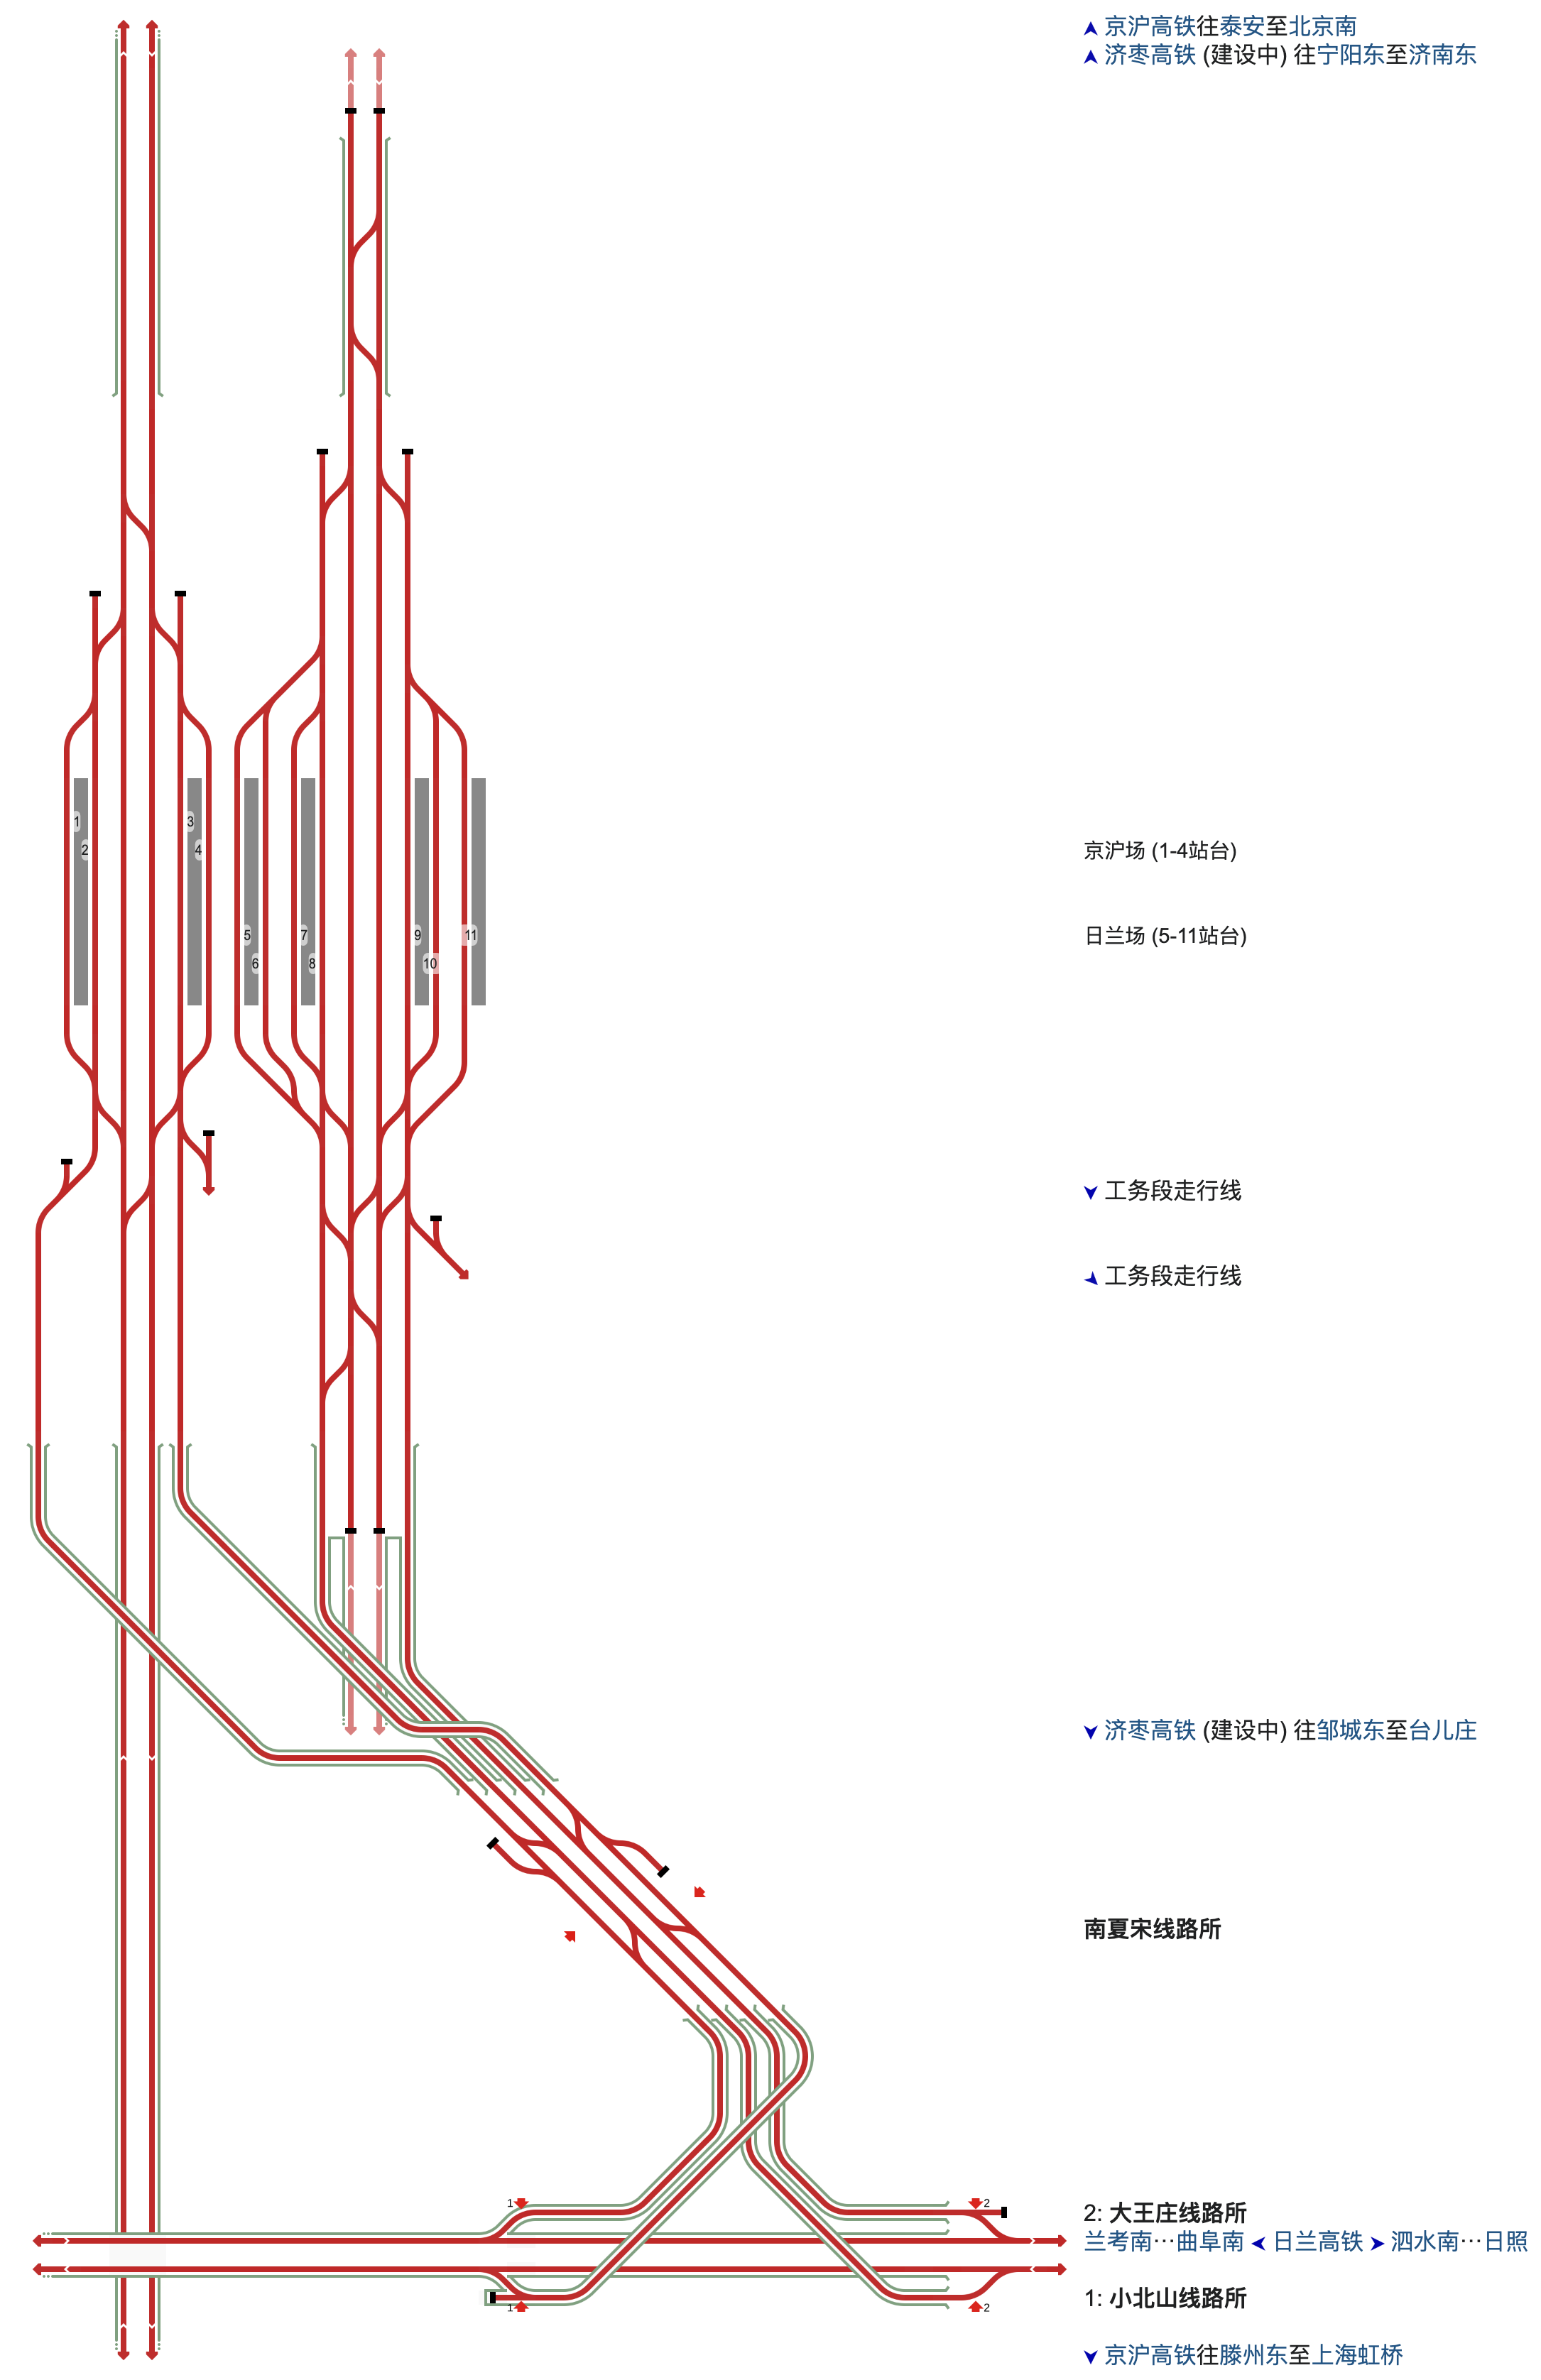 京沪高铁往泰安至北京南
济枣高铁 (建设中) 往宁阳东至济南东
1
3
2
4
京沪场 (1-4站台)
5
7
9
11
日兰场 (5-11站台)
6
8
10
工务段走行线
工务段走行线
济枣高铁 (建设中) 往邹城东至台儿庄
南夏宋线路所
1
2
2: 大王庄线路所
兰考南…曲阜南 日兰高铁 泗水南…日照
1: 小北山线路所
1
2
京沪高铁往滕州东至上海虹桥